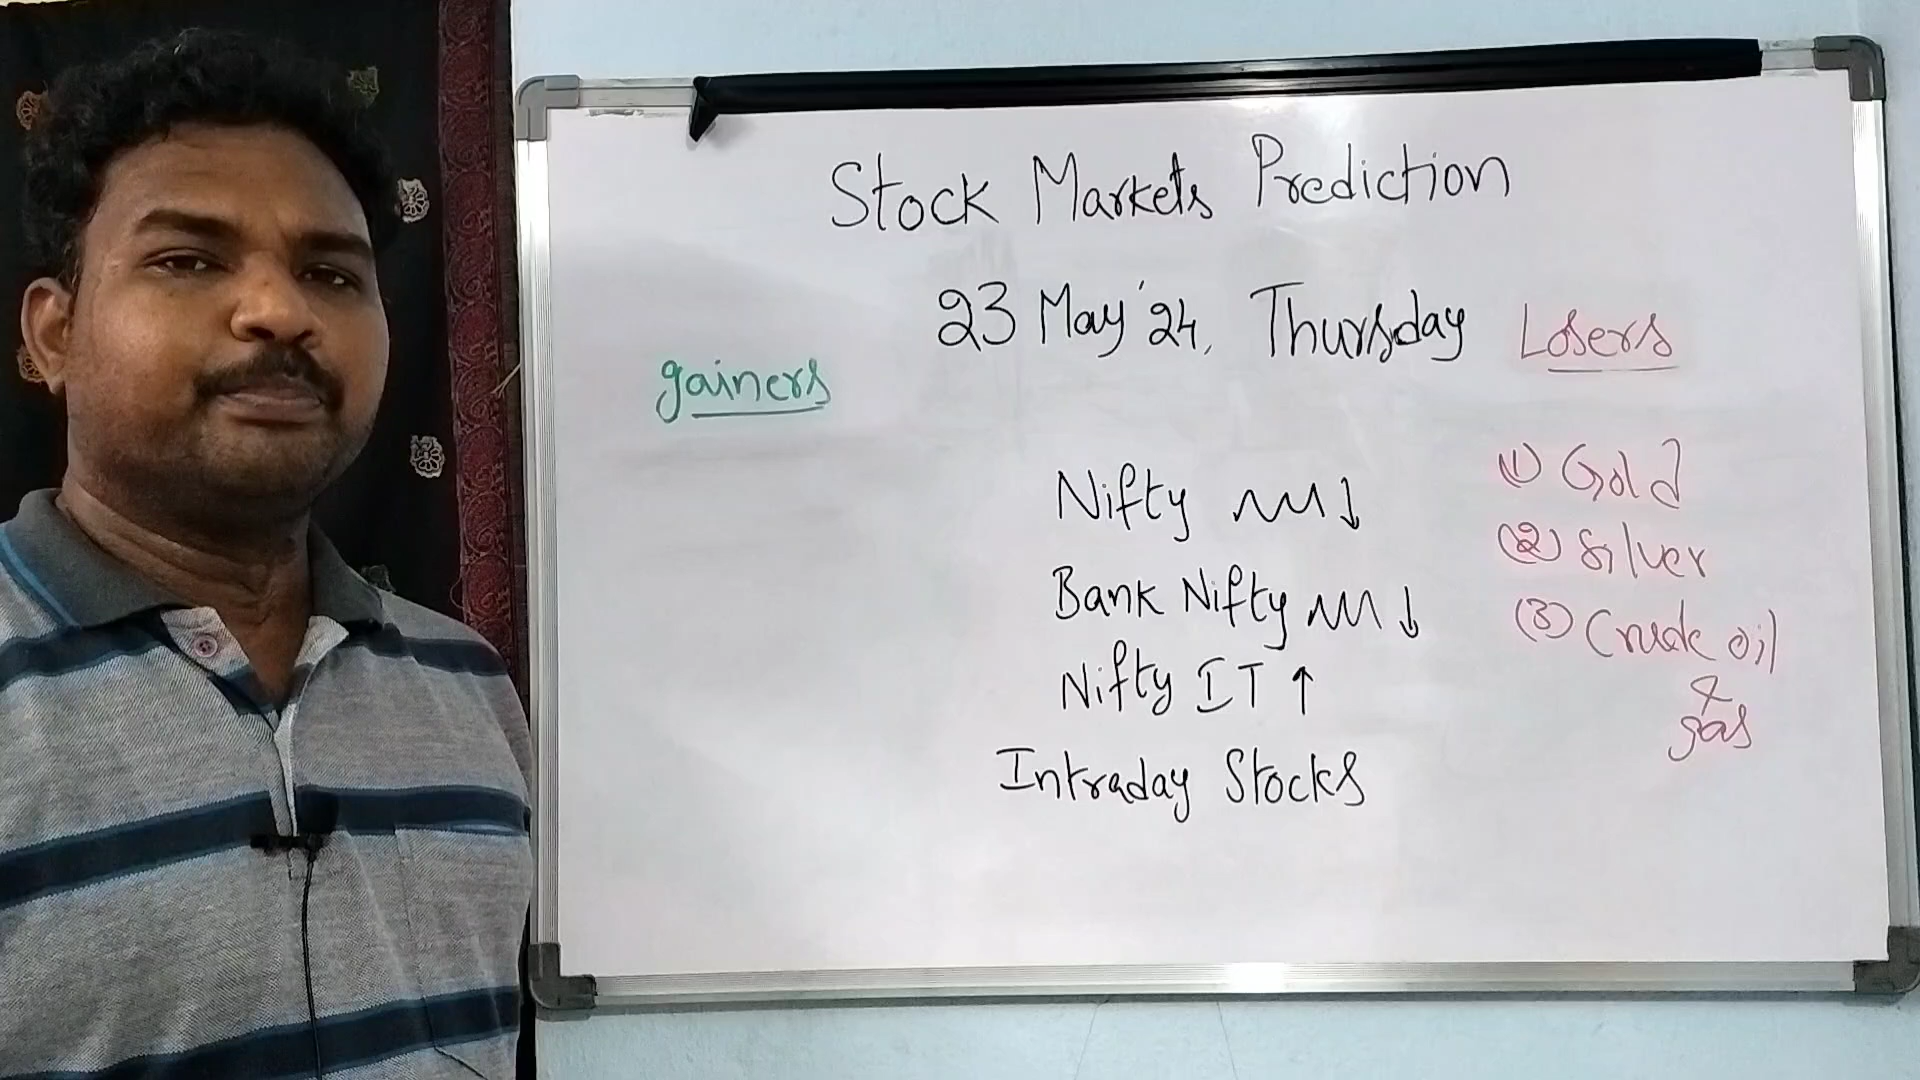 Stock Markets Prediction
23 May '24, Thursday
gainers
Losers
Nifty ↓
Bank Nifty ↓
Nifty IT ↑
Intraday Stocks
(1) Gold
(2) Silver
(3) Crude oil
&
gas